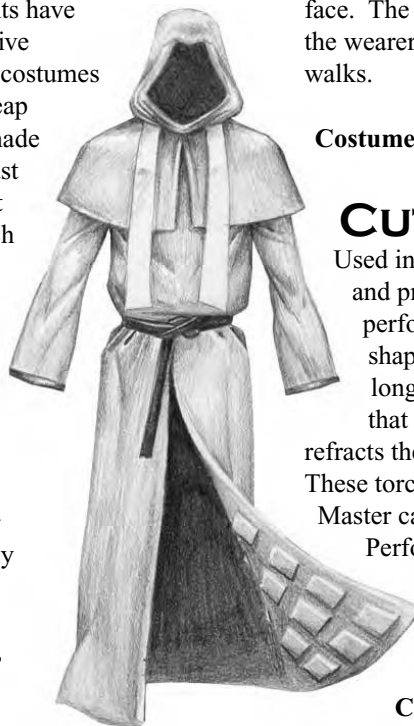 ts have
ive
costumes
eap
made
st
t
h
y
face. The
the wearer
walks.
Costume
CUT
Used in
and pr
perfo
shap
long
that
refracts the
These torc
Master ca
Perfo
C